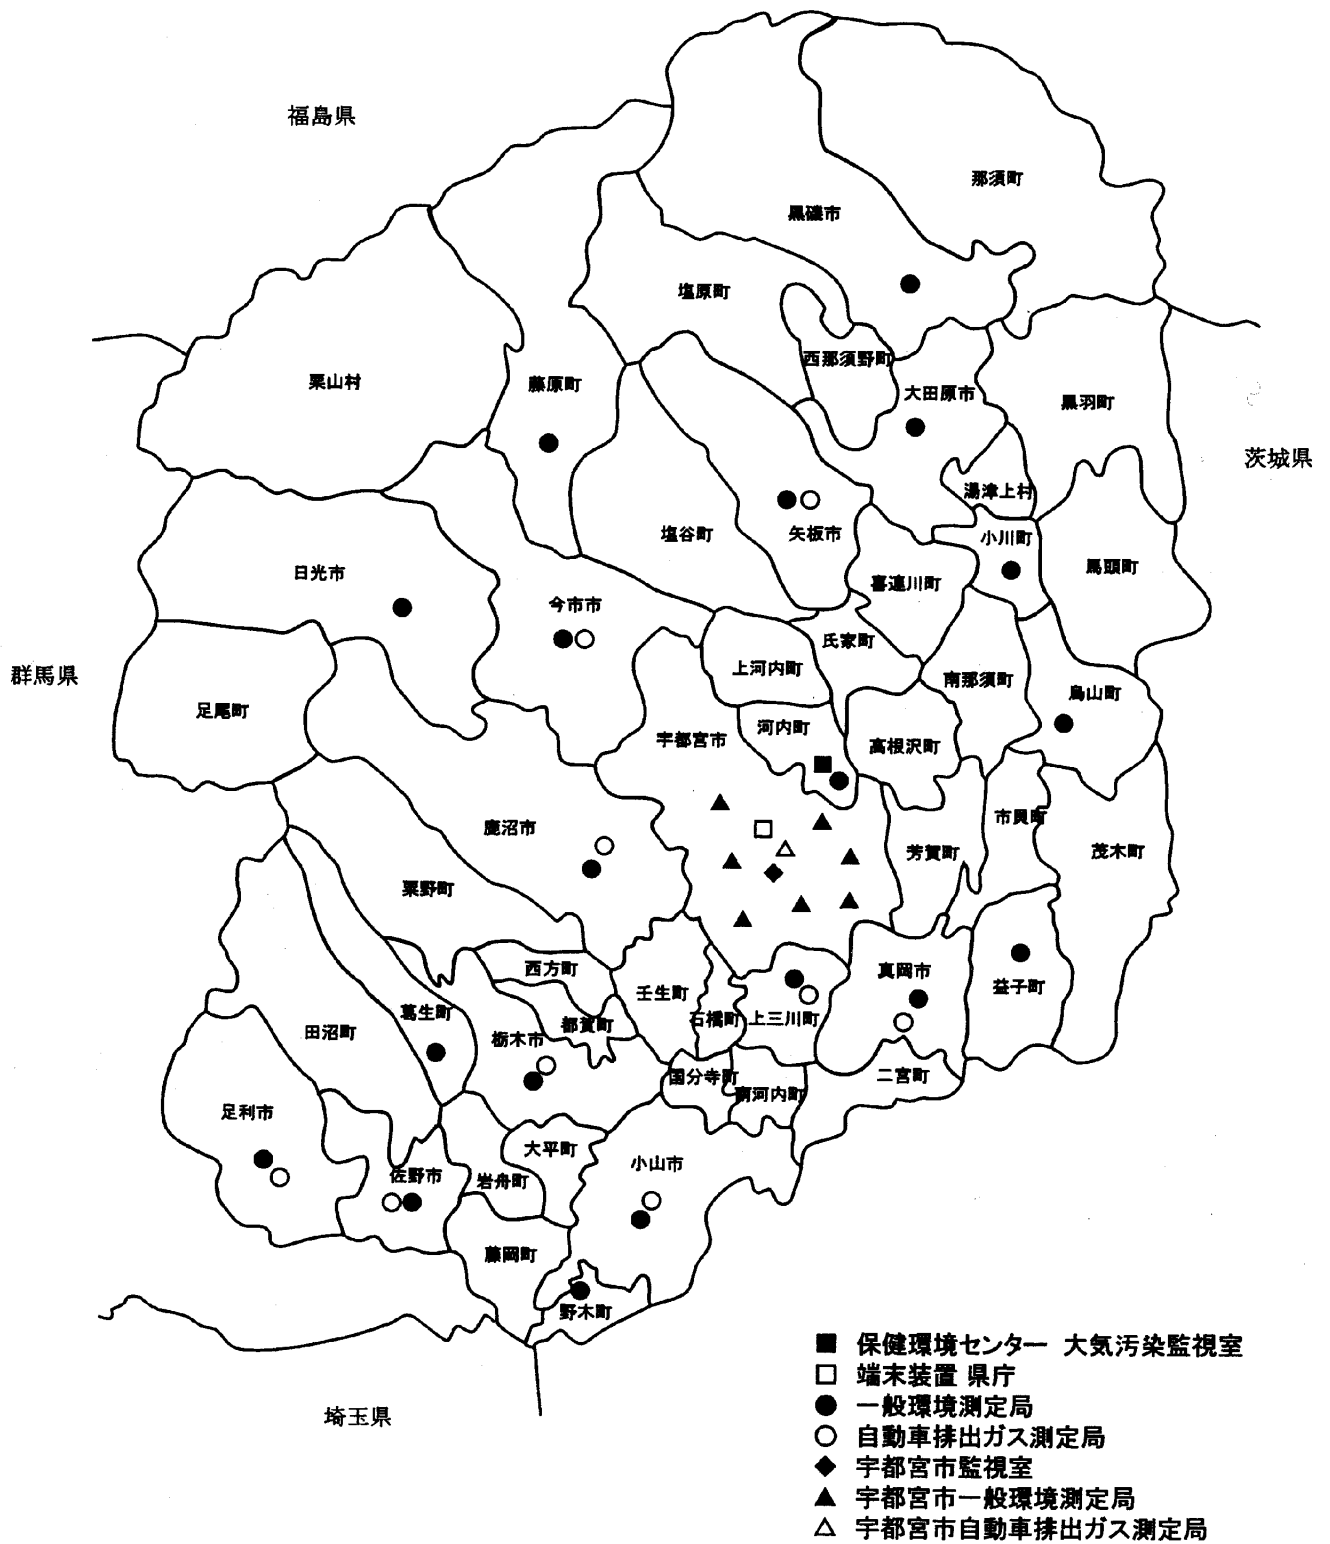 福島県
那須町
黒磯市
塩原町
西那須野町
栗山村
藤原町
大田原市
黒羽町
茨城県
湯津上村
塩谷町
矢板市
小川町
馬頭町
日光市
喜連川町
今市市
氏家町
群馬県
上河内町
南那須町
烏山町
足尾町
宇都宮市
河内町
高根沢町
市貝町
鹿沼市
芳賀町
茂木町
粟野町
西方町
真岡市
壬生町
益子町
葛生町
石橋町
上三川町
田沼町
栃木市
都賀町
国分寺町
二宮町
南河内町
足利市
大平町
小山市
佐野市
岩舟町
藤岡町
野木町
埼玉県
保健環境センター 大気汚染監視室
端末装置 県庁
一般環境測定局
自動車排出ガス測定局
宇都宮市監視室
宇都宮市一般環境測定局
宇都宮市自動車排出ガス測定局